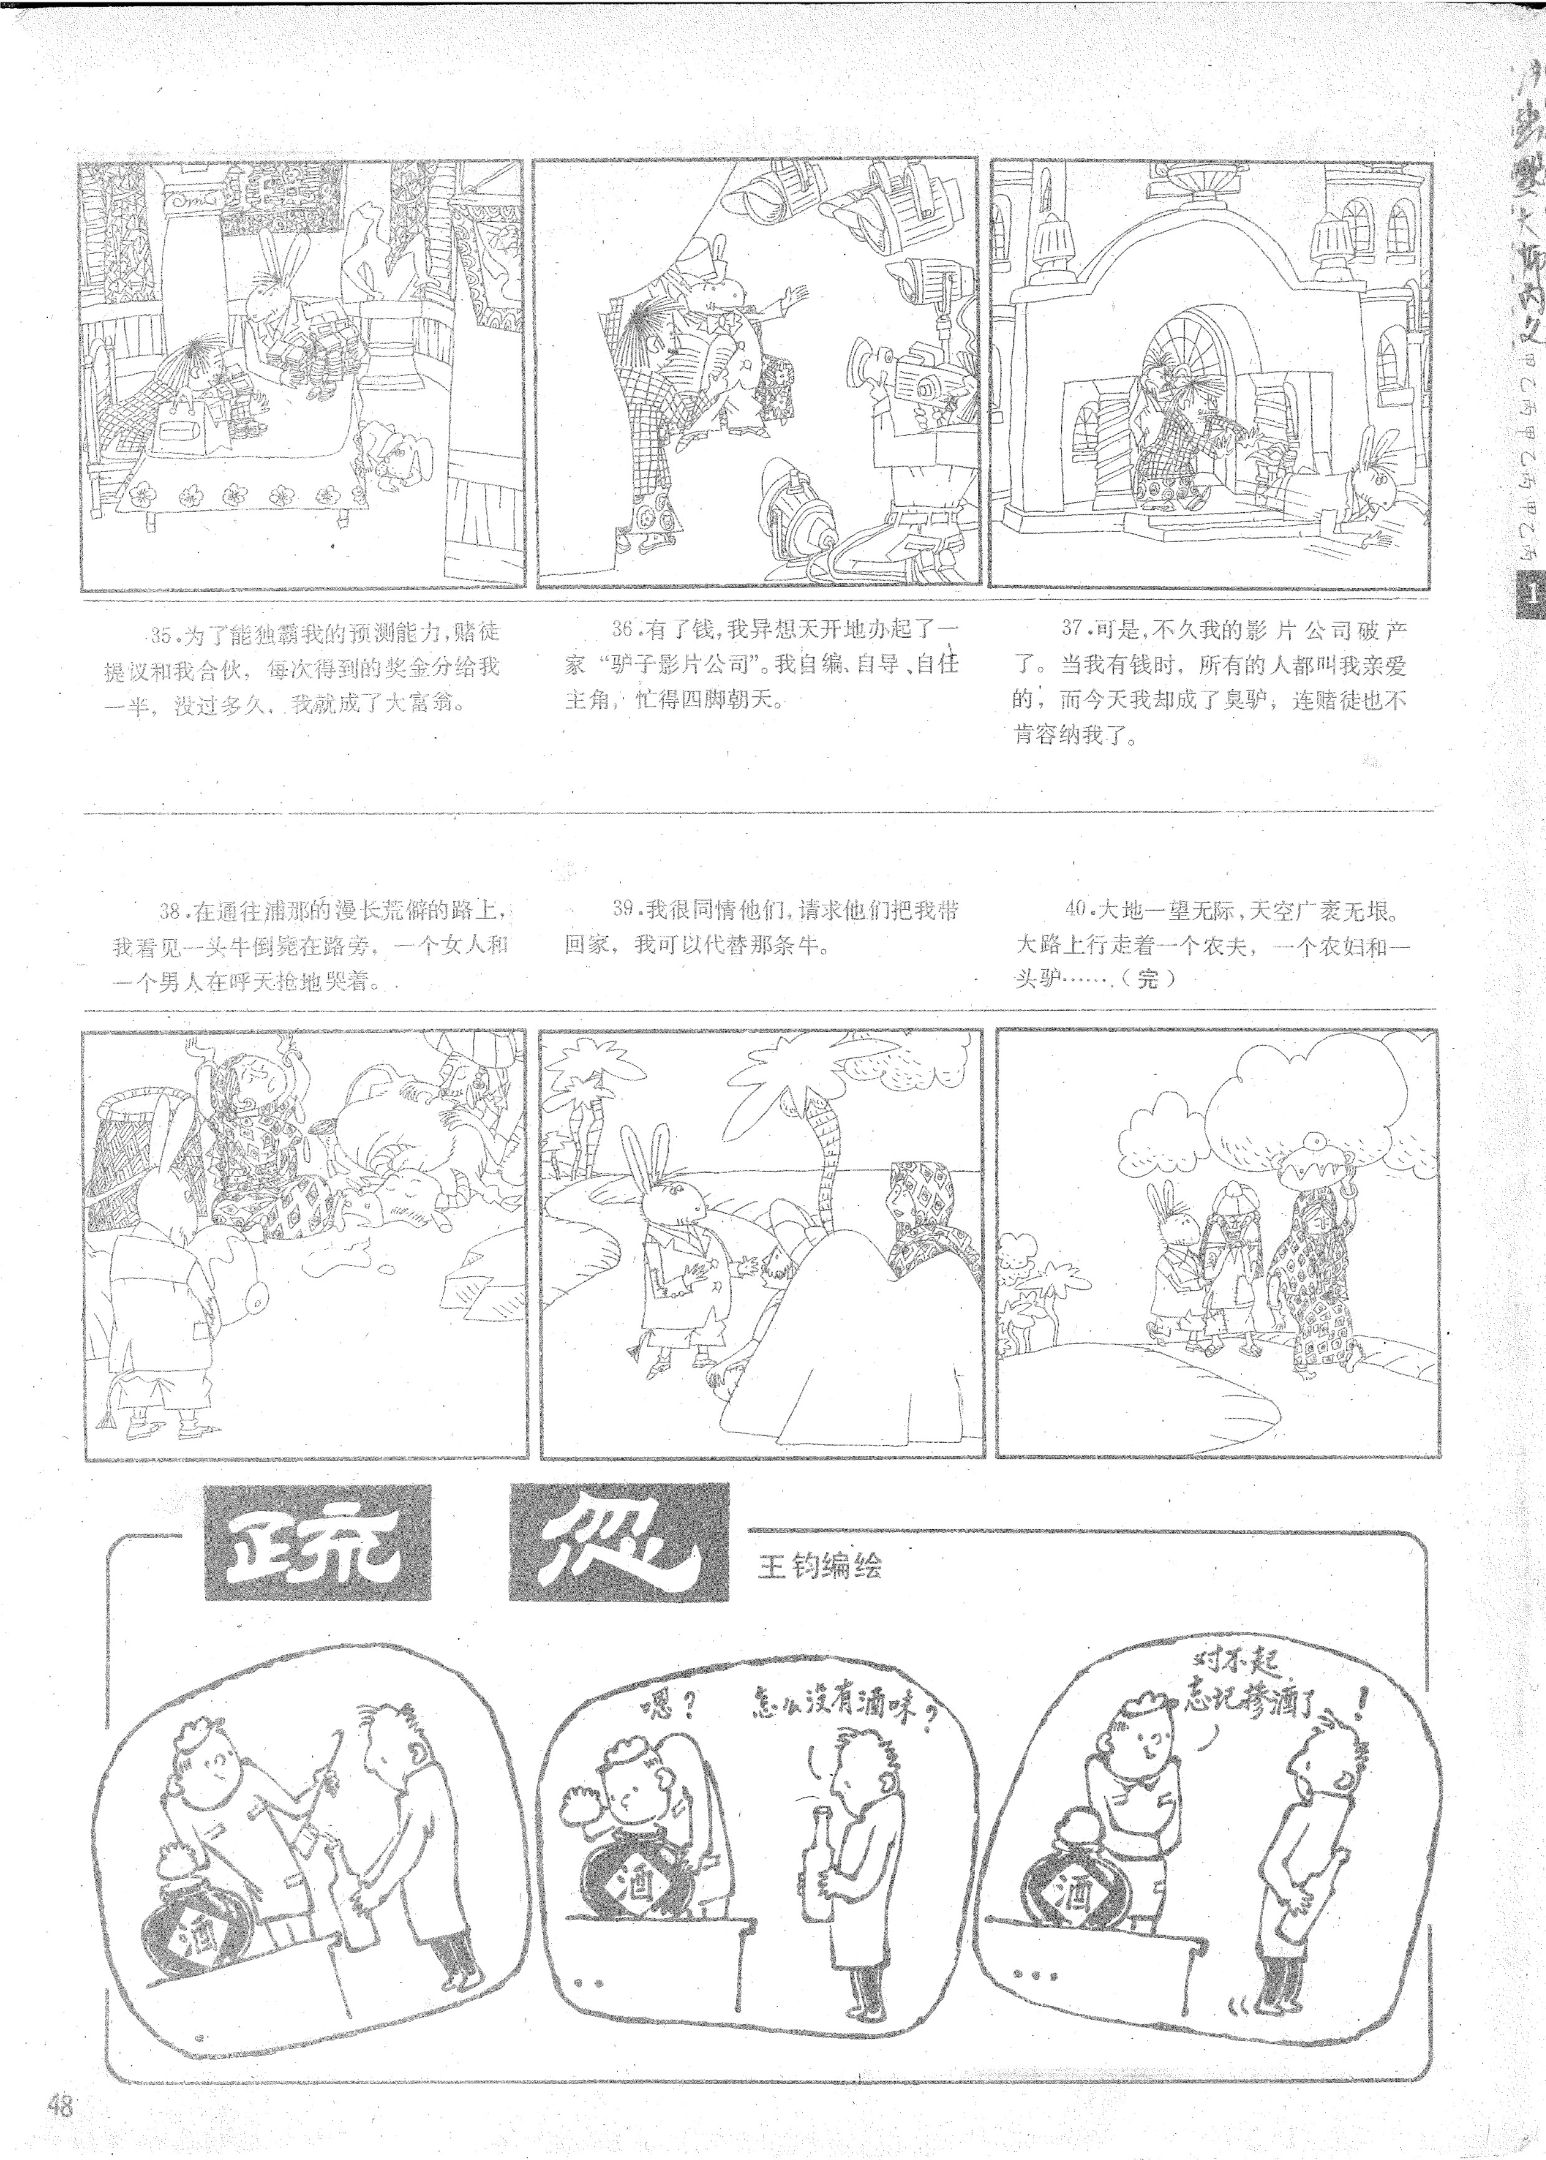 35.为了能独霸我的预测能力,赌徒
提议和我合伙，每次得到的奖金分给我
一半，没过多久，我就成了大富翁。
36.有了钱,我异想天开地办起了一
家“驴子影片公司”。我自编、自导、自任
主角，忙得四脚朝天。
37.可是,不久我的影片公司破产
了。当我有钱时，所有的人都叫我亲爱
的，而今天我却成了臭驴，连赌徒也不
肯容纳我了。
38.在通往浦那的漫长荒僻的路上，
我看见一头牛倒毙在路旁，一个女人和
一个男人在呼天抢地哭着。
39.我很同情他们,请求他们把我带
回家，我可以代替那条牛。
40.大地一望无际,天空广袤无垠。
大路上行走着一个农夫，一个农妇和一
头驴……（完）
疏忽
王钧编绘
酒
嗯？
怎么没有酒味？
酒
对不起
忘记掺酒了
！
酒
48
1